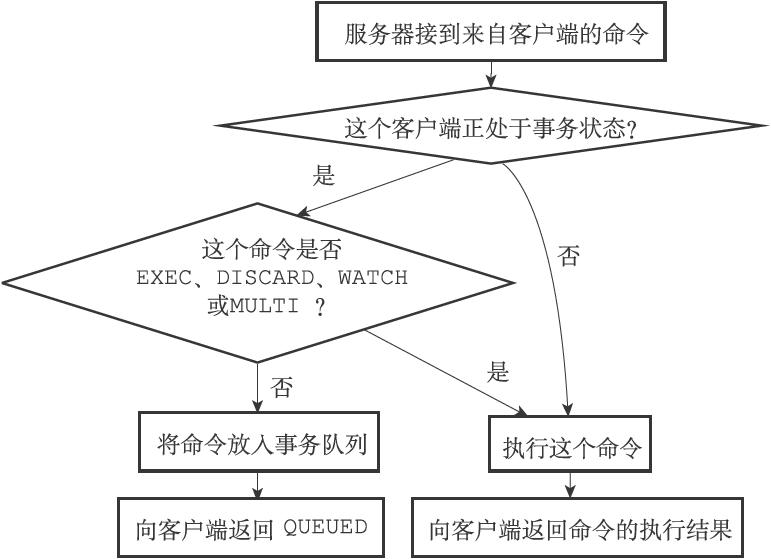 服务器接到来自客户端的命令
这个客户端正处于事务状态？
是
否
这个命令是否
EXEC、DISCARD、WATCH
或MULTI ？
是
否
将命令放入事务队列
执行这个命令
向客户端返回 QUEUED
向客户端返回命令的执行结果